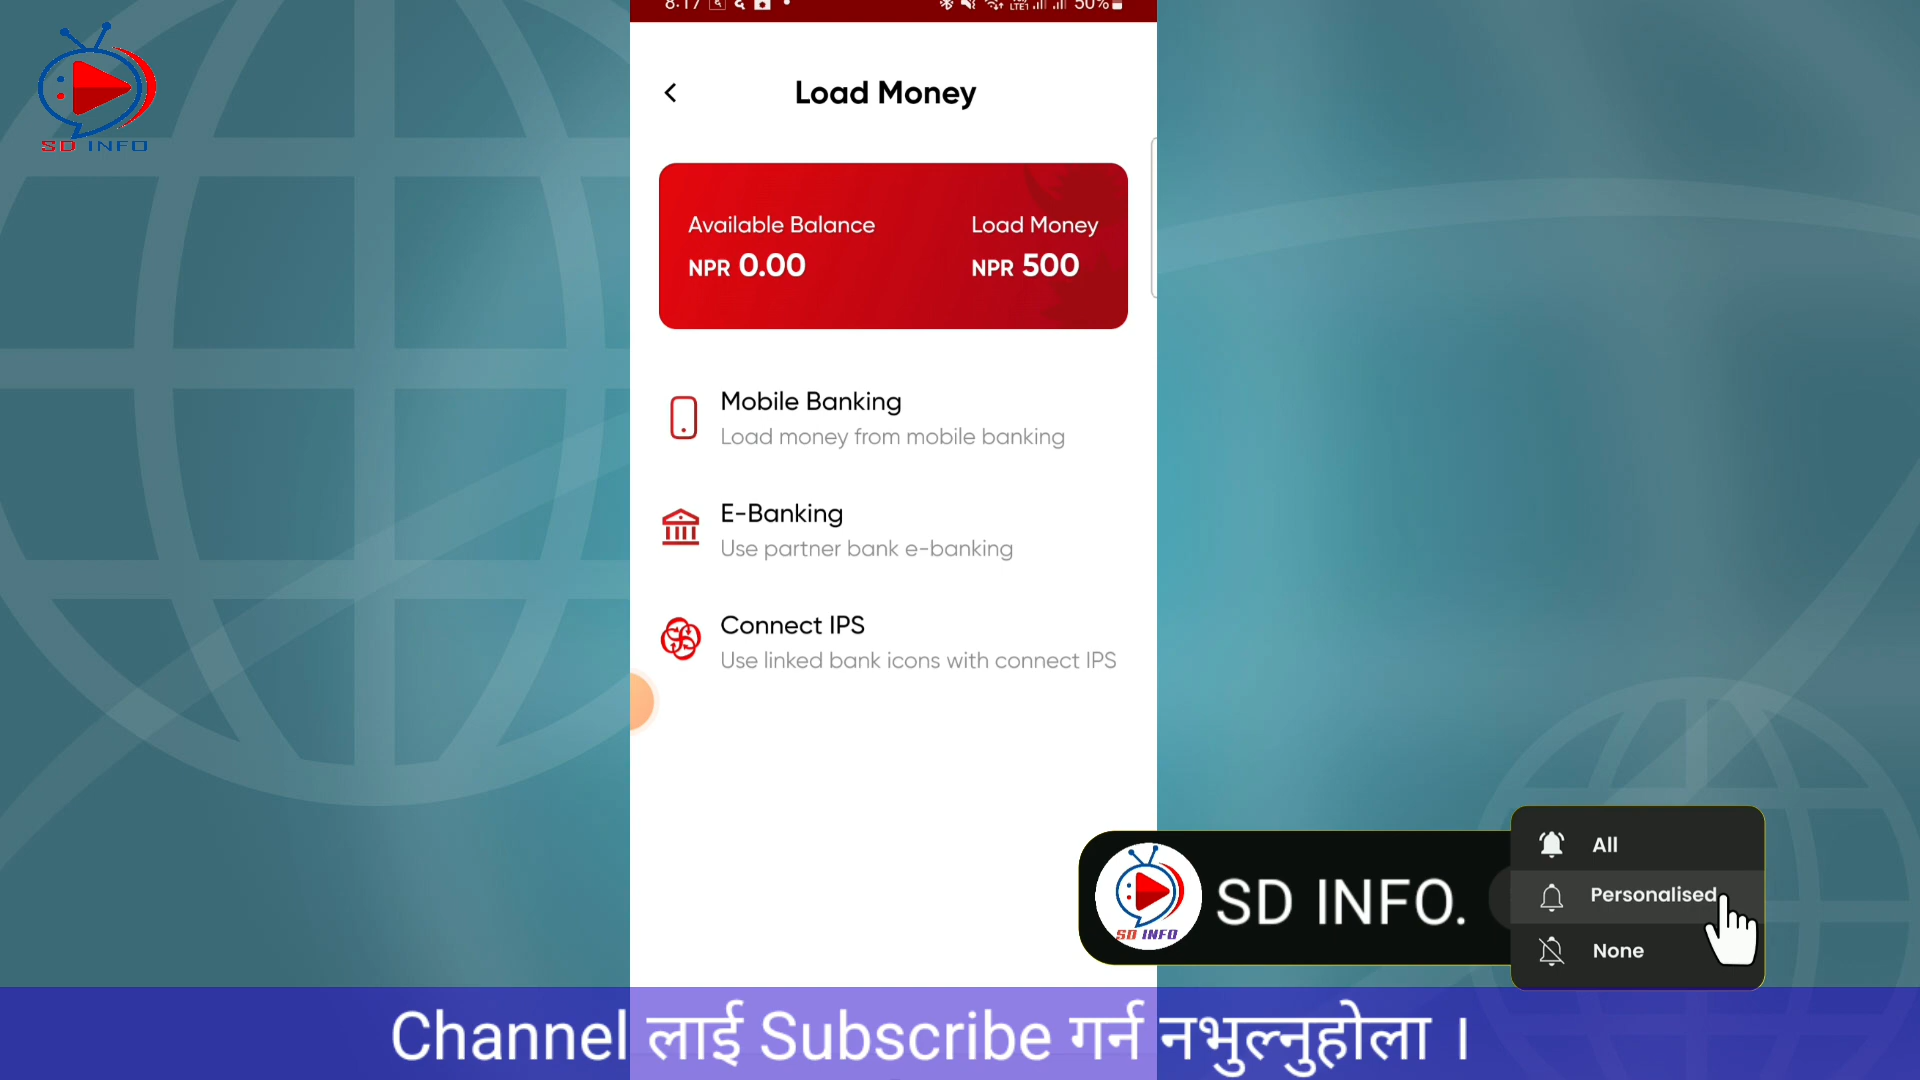 SD INFO
8:17
50%
Load Money
Available Balance
Load Money
NPR 0.00
NPR 500
Mobile Banking
Load money from mobile banking
E-Banking
Use partner bank e-banking
Connect IPS
Use linked bank icons with connect IPS
All
SD INFO.
Personalised
SD INFO
None
Channel लाई Subscribe गर्न नभुल्नुहोला ।